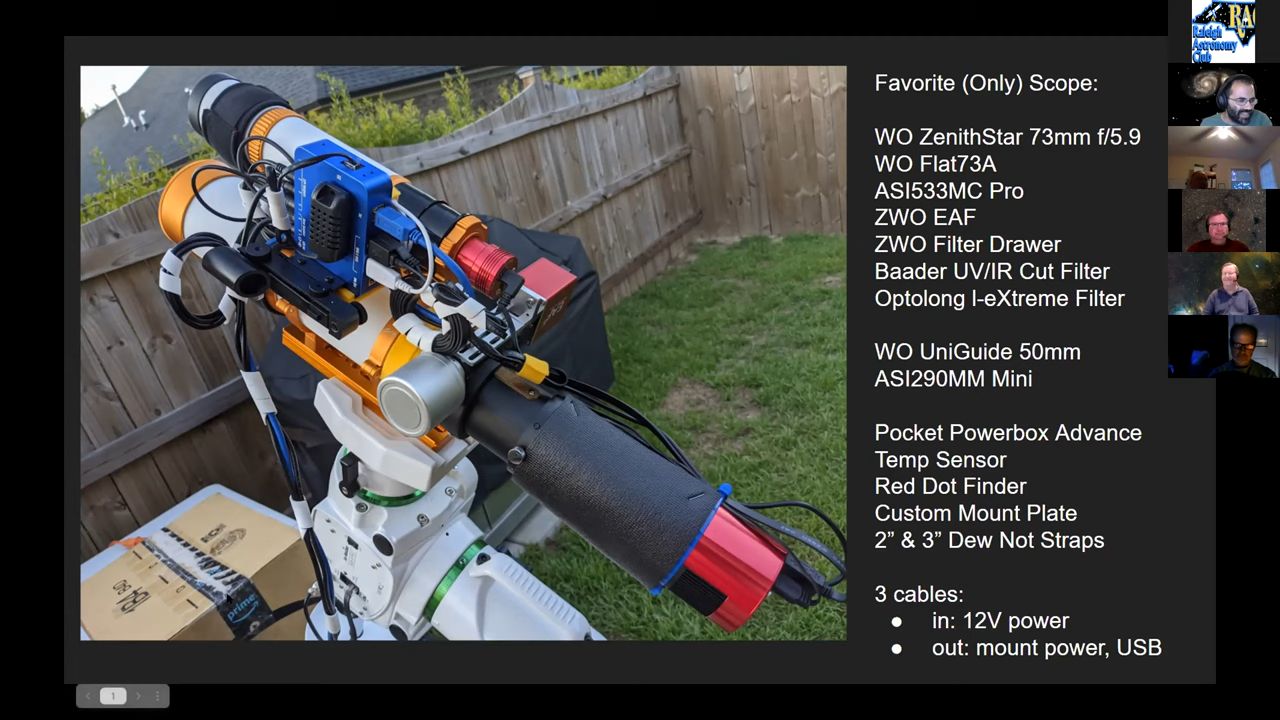 Favorite (Only) Scope:
WO ZenithStar 73mm f/5.9
WO Flat73A
ASI533MC Pro
ZWO EAF
ZWO Filter Drawer
Baader UV/IR Cut Filter
Optolong l-eXtreme Filter
WO UniGuide 50mm
ASI290MM Mini
Pocket Powerbox Advance
Temp Sensor
Red Dot Finder
Custom Mount Plate
2” & 3” Dew Not Straps
3 cables:
● in: 12V power
● out: mount power, USB
RAC
Raleigh
Astronomy
Club
prime
1